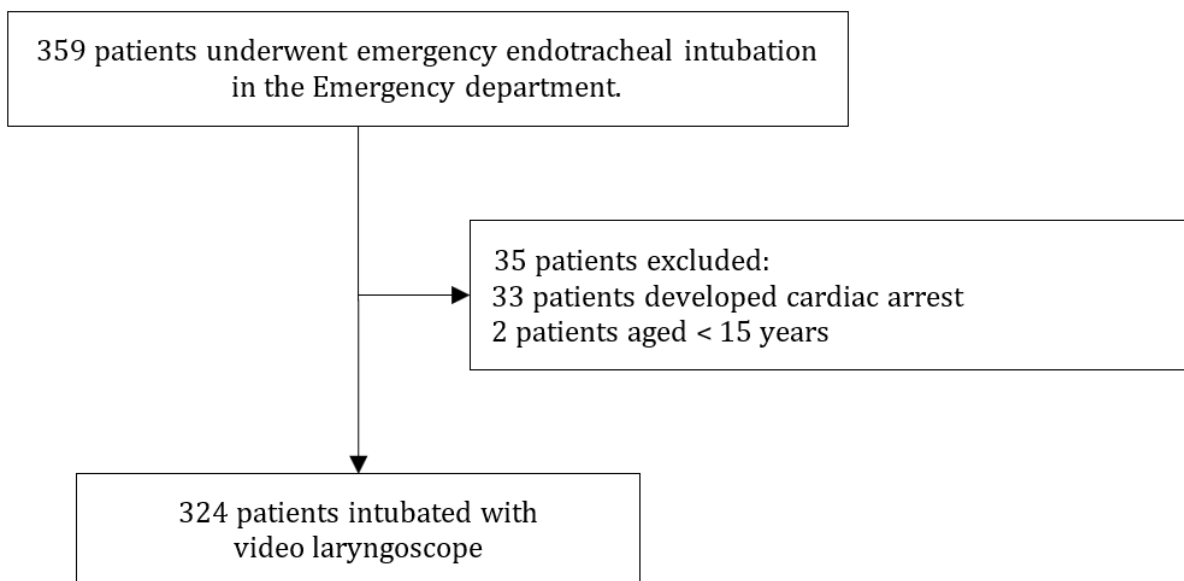 359 patients underwent emergency endotracheal intubation
in the Emergency department.
35 patients excluded:
33 patients developed cardiac arrest
2 patients aged < 15 years
324 patients intubated with
video laryngoscope